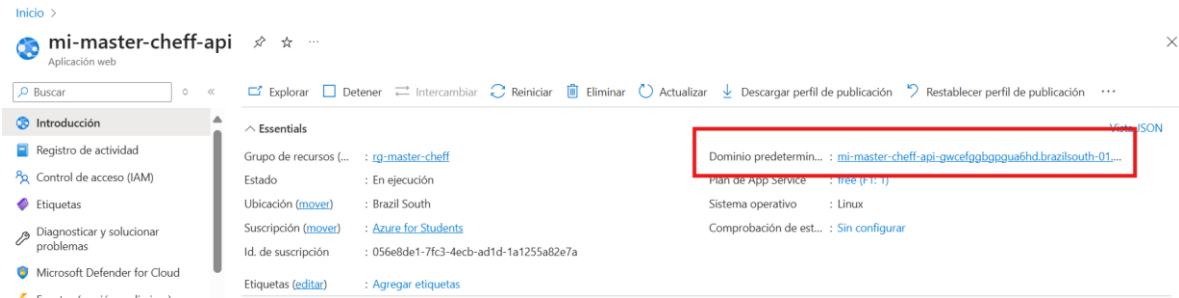 Inicio >
mi-master-cheff-api
Aplicación web
Buscar
Explorar Detener Intercambiar Reiniciar Eliminar Actualizar Descargar perfil de publicación Restablecer perfil de publicación ...
Introducción
Registro de actividad
Control de acceso (IAM)
Etiquetas
Diagnosticar y solucionar
problemas
Microsoft Defender for Cloud
Essentials
Vista JSON
Grupo de recursos (... : rg-master-cheff
Estado : En ejecución
Ubicación (mover) : Brazil South
Suscripción (mover) : Azure for Students
Id. de suscripción : 056e8de1-7fc3-4ecb-ad1d-1a1255a82e7a
Etiquetas (editar) : Agregar etiquetas
Dominio predetermin... : mi-master-cheff-api-gwcefggbgpgua6hd.brazilsouth-01....
Plan de App Service : free (F1: 1)
Sistema operativo : Linux
Comprobación de est... : Sin configurar